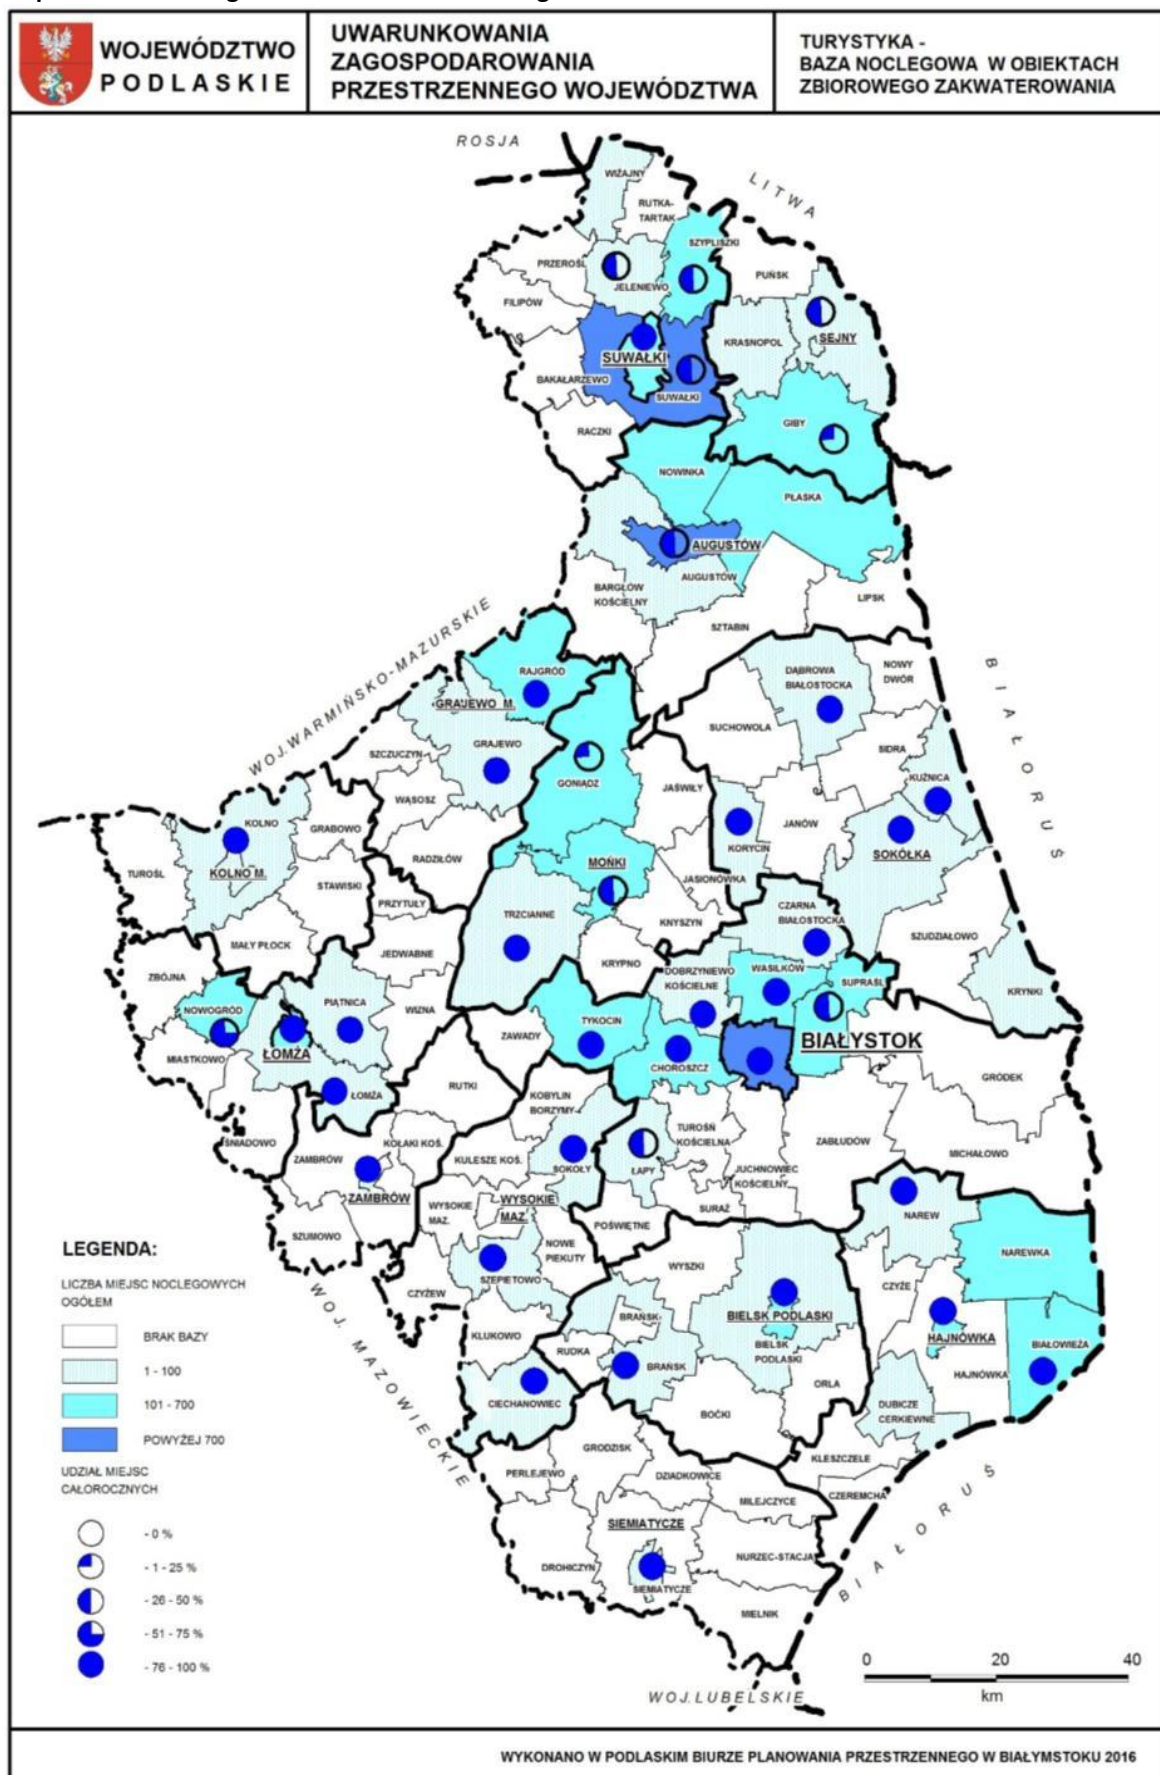 WOJEWÓDZTWO
PODLASKIE
UWARUNKOWANIA
ZAGOSPODAROWANIA
PRZESTRZENNEGO WOJEWÓDZTWA
TURYSTYKA -
BAZA NOCLEGOWA W OBIEKTACH
ZBIOROWEGO ZAKWATEROWANIA
ROSJA
LITWA
WIŻAJNY
RUTKA-
TARTAK
SZYPLISZKI
PRZEROŚL
JELENIEWO
PUŃSK
FILIPÓW
SEJNY
KRASNOPOL
SUWAŁKI
BAKAŁARZEWO
SUWAŁKI
GIBY
RACZKI
NOWINKA
PŁASKA
AUGUSTÓW
AUGUSTÓW
BARGŁÓW
KOŚCIELNY
LIPSK
SZTABIN
WOJ. WARMIŃSKO-MAZURSKIE
BIAŁORUŚ
RAJGRÓD
DĄBROWA
BIAŁOSTOCKA
NOWY
DWÓR
GRAJEWO M.
SUCHOWOLA
GRAJEWO
SIDRA
SZCZUCZYN
KUŹNICA
GONIĄDZ
JAŚWIŁY
WĄSOSZ
KOLNO
GRABOWO
JANÓW
KORYCIN
SOKÓŁKA
RADZIŁÓW
MOŃKI
TUROŚL
KOLNO M.
STAWISKI
JASIONÓWKA
PRZYTUŁY
TRZCIANNE
CZARNA
BIAŁOSTOCKA
KNYSZYN
MAŁY PŁOCK
SZUDZIAŁOWO
JEDWABNE
KRYPNO
ZBÓJNA
DOBRZYNIEWO
KOŚCIELNE
WASILKÓW
SUPRAŚL
KRYNKI
PIĄTNICA
NOWOGRÓD
WIZNA
TYKOCIN
ZAWADY
BIAŁYSTOK
MIASTKOWO
ŁOMŻA
CHOROSZCZ
GRÓDEK
ŁOMŻA
RUTKI
KOBYLIN
BORZYMY
TUROŚŃ
KOŚCIELNA
ŚNIADOWO
KOŁAKI KOŚ.
ZABŁUDÓW
MICHAŁOWO
ZAMBRÓW
KULESZE KOŚ.
SOKOŁY
ŁAPY
JUCHNOWIEC
KOŚCIELNY
ZAMBRÓW
WYSOKIE
MAZ.
WYSOKIE
MAZ.
SURAŻ
NAREW
POŚWIĘTNE
SZUMOWO
NOWE
PIEKUTY
NAREWKA
WYSZKI
SZEPIETOWO
CZYŻE
CZYŻEW
BIELSK PODLASKI
HAJNÓWKA
BRAŃSK
KLUKOWO
BIAŁOWIEŻA
RUDKA
BIELSK
PODLASKI
BRAŃSK
HAJNÓWKA
ORLA
CIECHANOWIEC
DUBICZE
CERKIEWNE
BOĆKI
WOJ. MAZOWIECKIE
GRODZISK
KLESZCZELE
PERLEJEWO
DZIADKOWICE
CZEREMCHA
MILEJCZYCE
SIEMIATYCZE
NURZEC-STACJA
DROHICZYN
SIEMIATYCZE
MIELNIK
BIAŁORUŚ
WOJ. LUBELSKIE
LEGENDA:
LICZBA MIEJSC NOCLEGOWYCH
OGÓŁEM
BRAK BAZY
1 - 100
101 - 700
POWYŻEJ 700
UDZIAŁ MIEJSC
CAŁOROCZNYCH
- 0 %
- 1 - 25 %
- 26 - 50 %
- 51 - 75 %
- 76 - 100 %
0 20 40
km
WYKONANO W PODLASKIM BIURZE PLANOWANIA PRZESTRZENNEGO W BIAŁYMSTOKU 2016